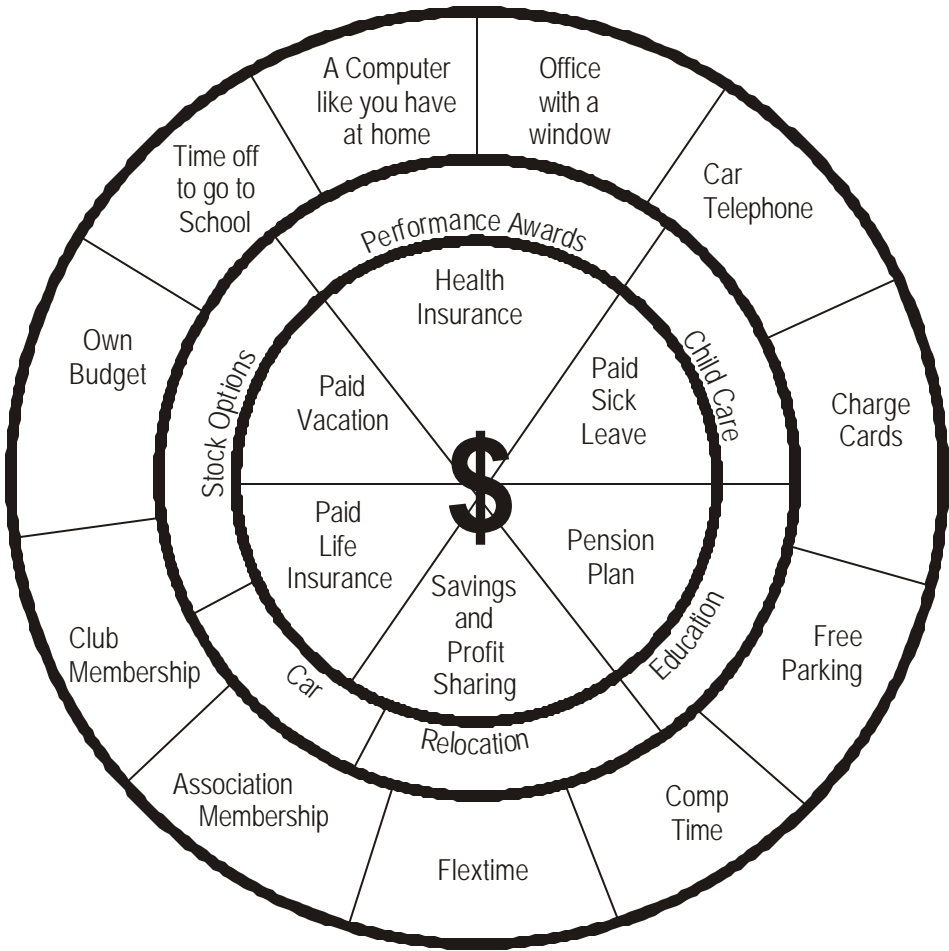 A Computer
like you have
at home
Office
with a
window
Car
Telephone
Charge
Cards
Free
Parking
Comp
Time
Flextime
Association
Membership
Club
Membership
Own
Budget
Time off
to go to
School
Performance Awards
Child Care
Education
Relocation
Car
Stock Options
Health
Insurance
Paid
Sick
Leave
Pension
Plan
Savings
and
Profit
Sharing
Paid
Life
Insurance
Paid
Vacation
$